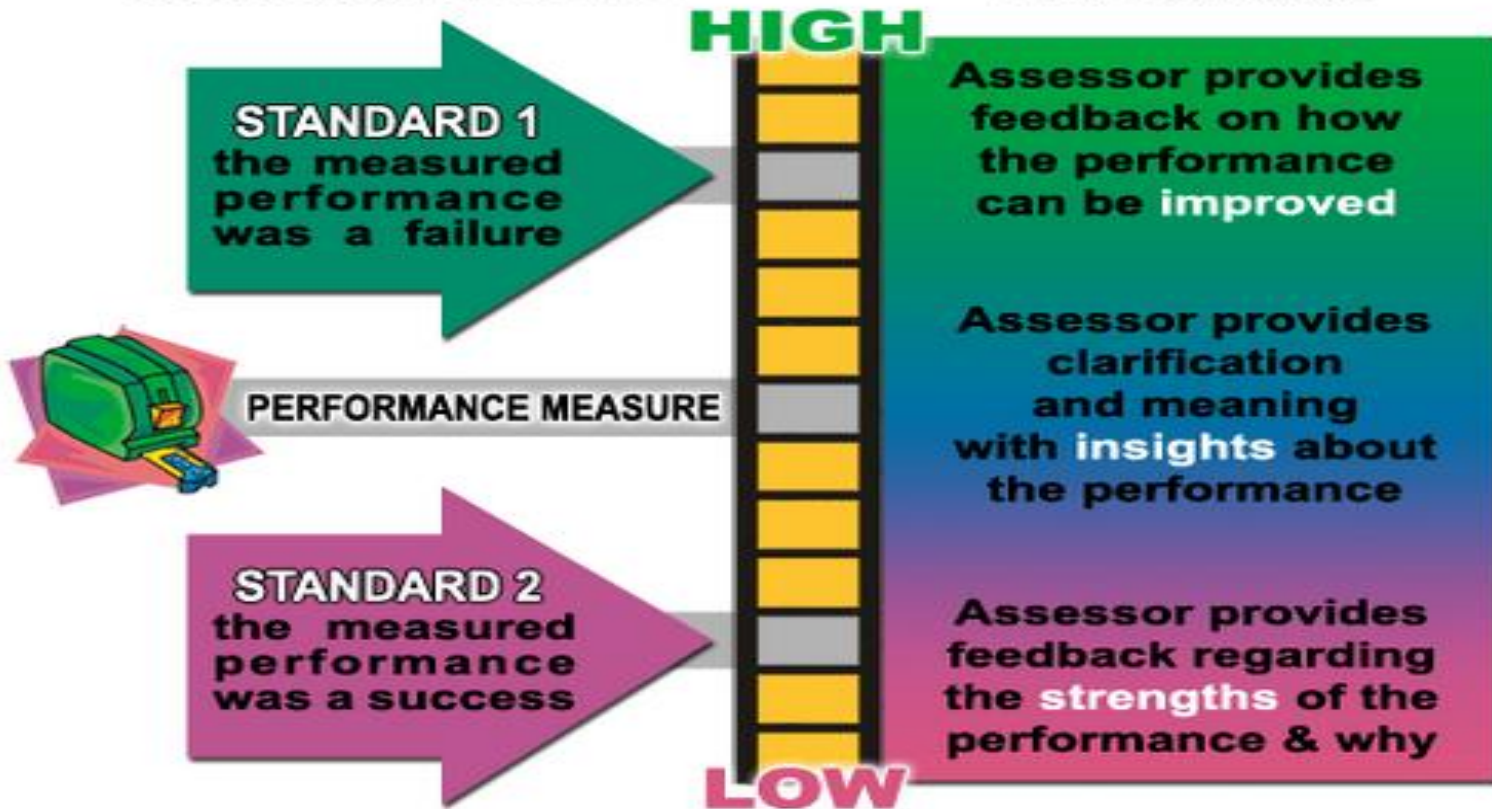 HIGH
STANDARD 1
the measured
performance
was a failure
PERFORMANCE MEASURE
STANDARD 2
the measured
performance
was a success
LOW
Assessor provides
feedback on how
the performance
can be improved
Assessor provides
clarification
and meaning
with insights about
the performance
Assessor provides
feedback regarding
the strengths of the
performance & why